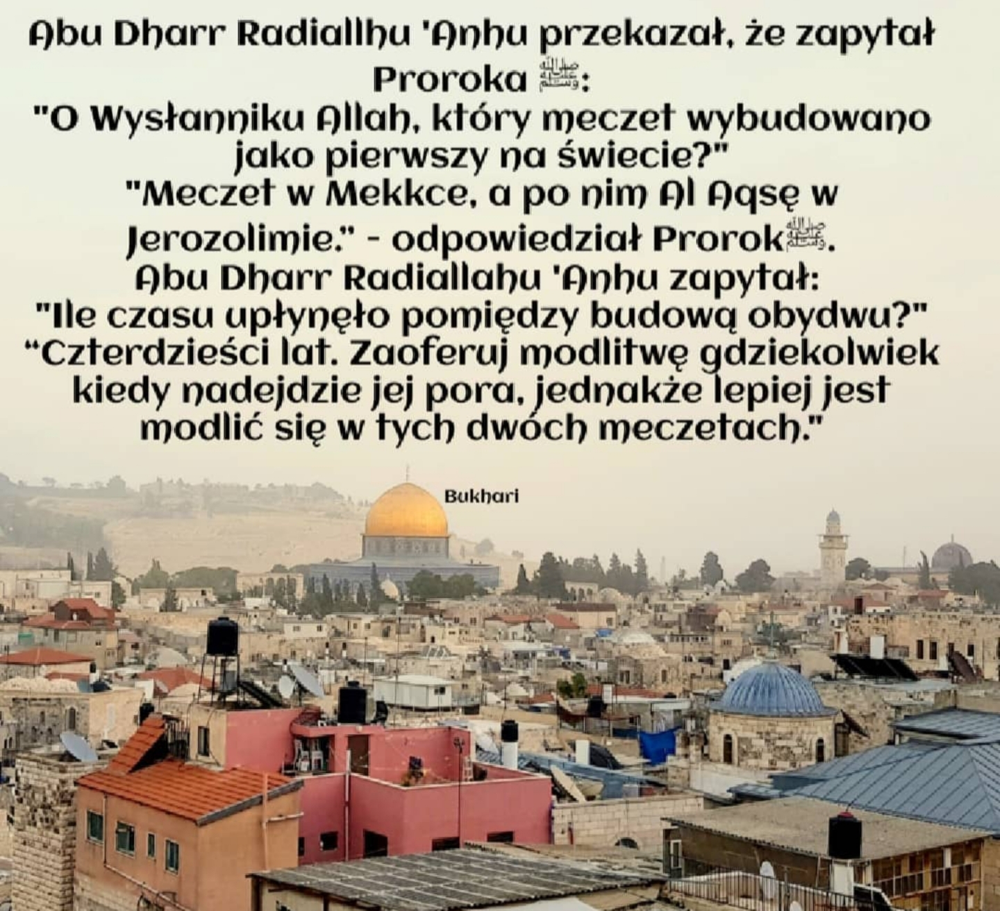 Abu Dharr Radiallhu 'Anhu przekazał, że zapytał
Proroka ﷺ:
"O Wysłanniku Allah, który meczet wybudowano
jako pierwszy na świecie?"
"Meczet w Mekkce, a po nim Al Aqsę w
Jerozolimie." - odpowiedział Prorokﷺ.
Abu Dharr Radiallahu 'Anhu zapytał:
"Ile czasu upłynęło pomiędzy budową obydwu?"
“Czterdzieści lat. Zaoferuj modlitwę gdziekolwiek
kiedy nadejdzie jej pora, jednakże lepiej jest
modlić się w tych dwóch meczetach."
Bukhari